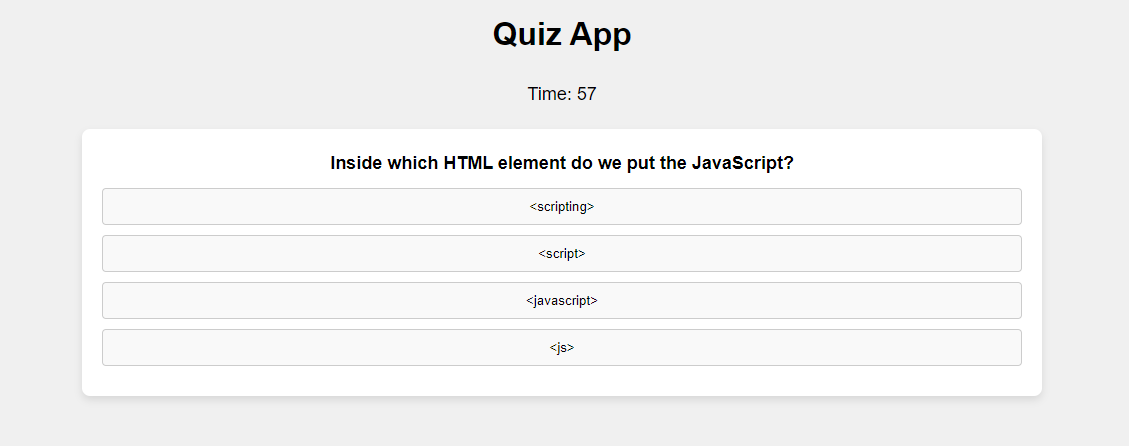 Quiz App
Time: 57
Inside which HTML element do we put the JavaScript?
<scripting>
<script>
<javascript>
<js>